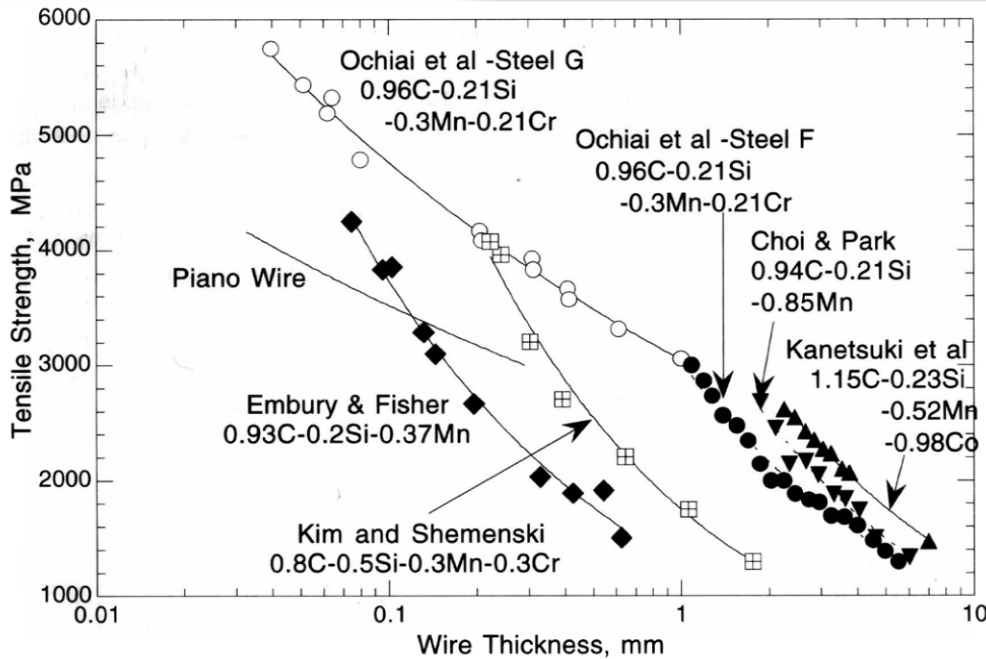 6000
5000
4000
3000
2000
1000
Tensile Strength, MPa
Ochiai et al -Steel G
0.96C-0.21Si
-0.3Mn-0.21Cr
Ochiai et al -Steel F
0.96C-0.21Si
-0.3Mn-0.21Cr
Choi & Park
0.94C-0.21Si
-0.85Mn
Kanetsuki et al
1.15C-0.23Si
-0.52Mn
-0.98Co
Piano Wire
Embury & Fisher
0.93C-0.2Si-0.37Mn
Kim and Shemenski
0.8C-0.5Si-0.3Mn-0.3Cr
0.01
0.1
1
10
Wire Thickness, mm